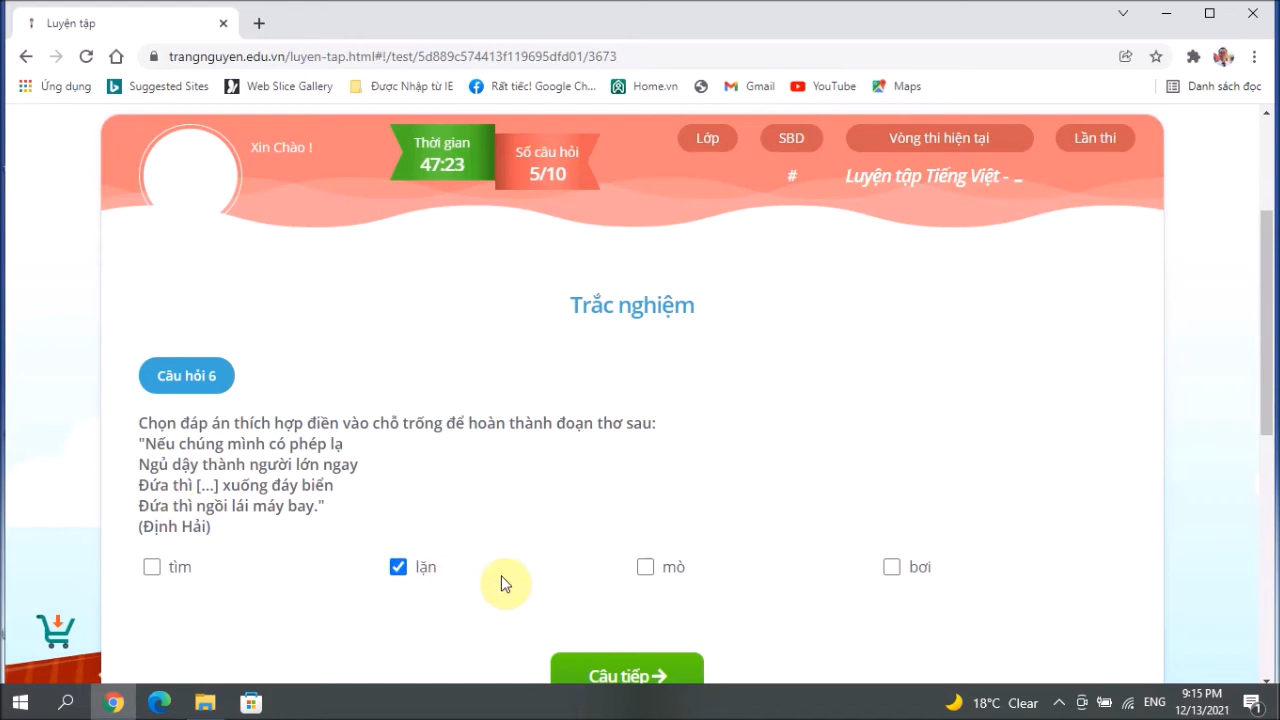 Luyện tập
trangnguyen.edu.vn/luyen-tap.html#!/test/5d889c574413f119695dfd01/3673
Ứng dụng
Suggested Sites
Web Slice Gallery
Được Nhập từ IE
Rất tiếc! Google Ch...
Home.vn
Gmail
YouTube
Maps
Danh sách đọc
Xin Chào !
Thời gian
47:23
Số câu hỏi
5/10
Lớp
SBD
Vòng thi hiện tại
Lần thi
#
Luyện tập Tiếng Việt - ...
Trắc nghiệm
Câu hỏi 6
Chọn đáp án thích hợp điền vào chỗ trống để hoàn thành đoạn thơ sau:
"Nếu chúng mình có phép lạ
Ngủ dậy thành người lớn ngay
Đứa thì [...] xuống đáy biển
Đứa thì ngồi lái máy bay."
(Định Hải)
tìm
lặn
mò
bơi
Câu tiếp
18°C Clear
ENG
9:15 PM
12/13/2021
1